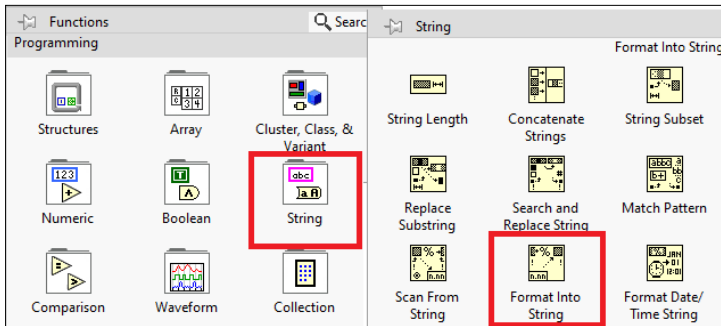 Functions
Searc
Programming
Structures
Array
Cluster, Class, &
Variant
123
Numeric
Boolean
abc
String
Comparison
Waveform
Collection
String
Format Into String
String Length
Concatenate
Strings
String Subset
Replace
Substring
Search and
Replace String
Match Pattern
Scan From
String
Format Into
String
Format Date/
Time String